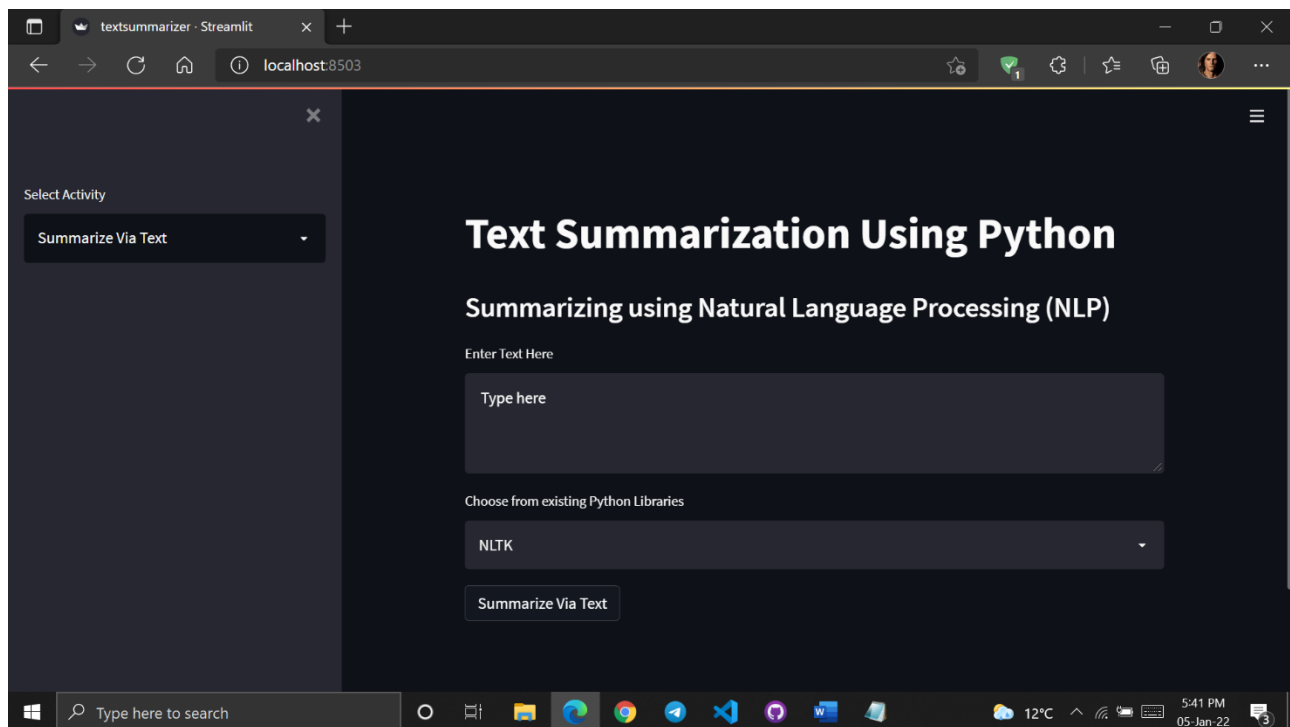 textsummarizer - Streamlit
localhost:8503
1
Select Activity
Summarize Via Text
Text Summarization Using Python
Summarizing using Natural Language Processing (NLP)
Enter Text Here
Type here
Choose from existing Python Libraries
NLTK
Summarize Via Text
Type here to search
12°C
5:41 PM
05-Jan-22
3